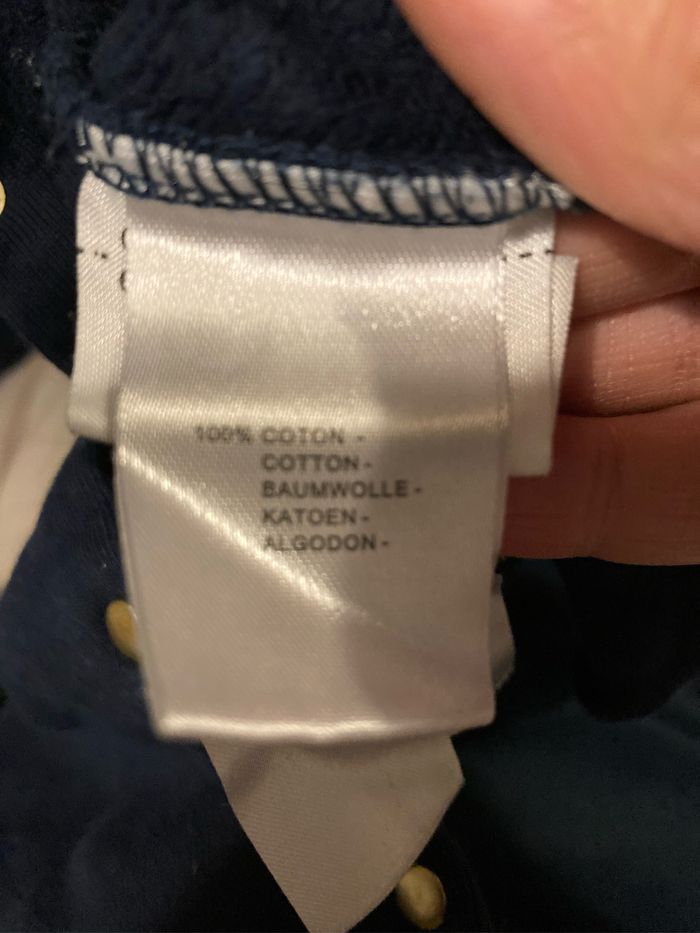 100% COTON -
COTTON -
BAUMWOLLE -
KATOEN -
ALGODON -